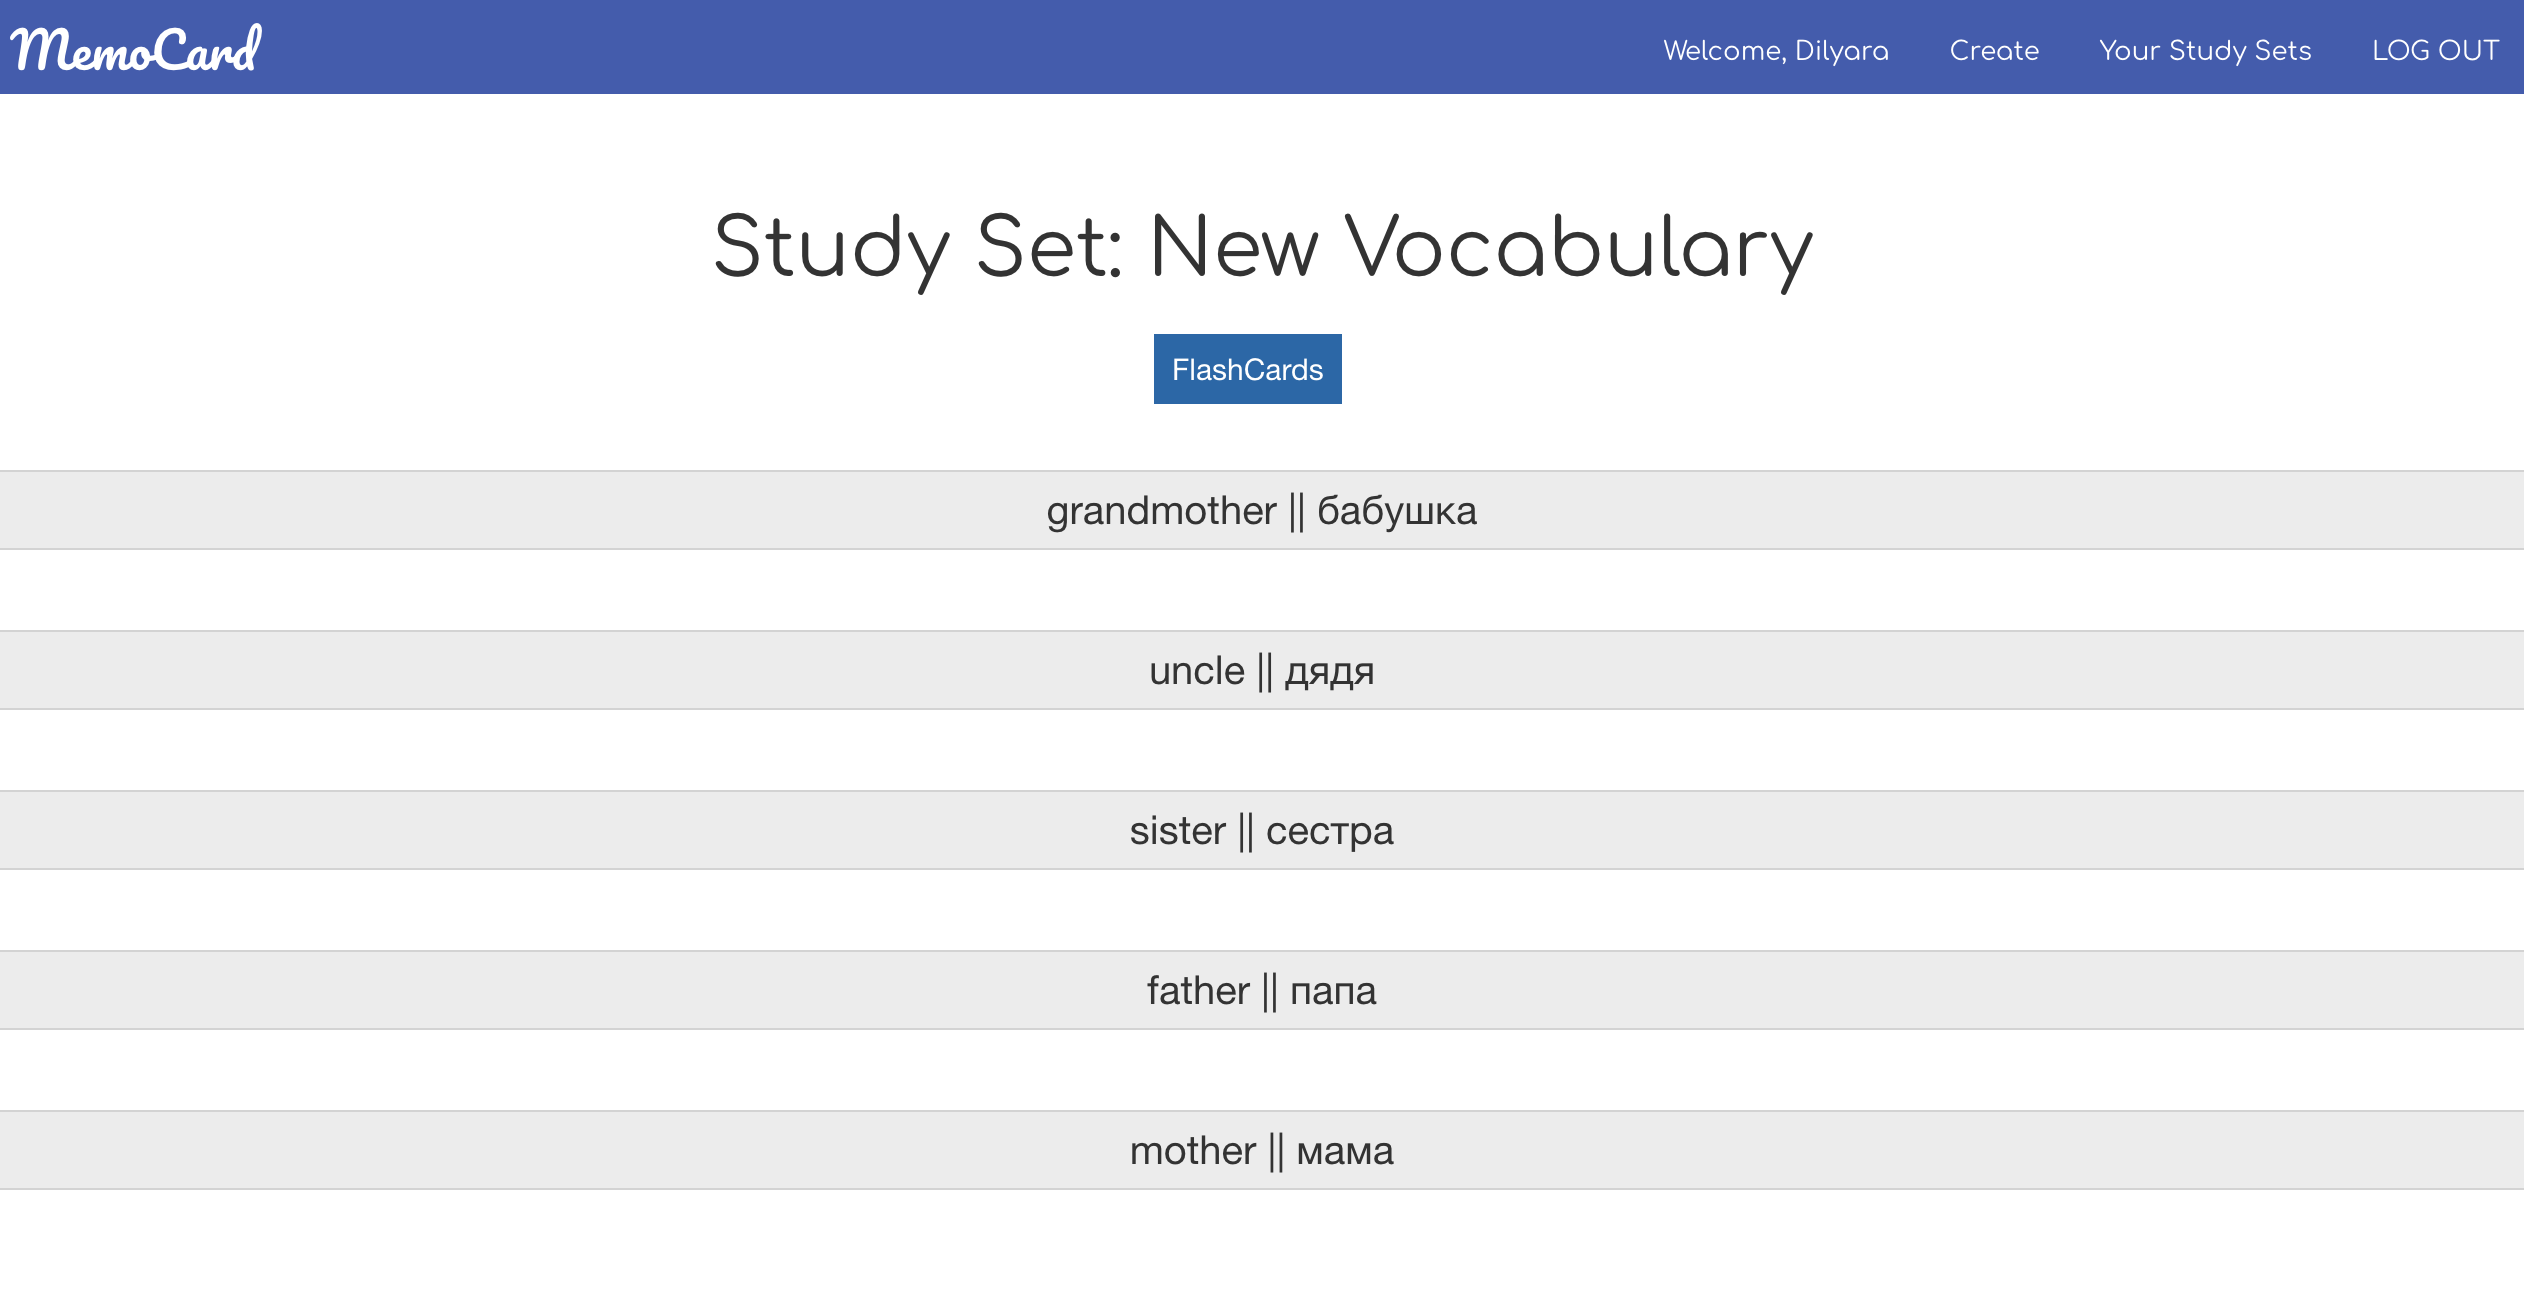 MemoCard
Welcome, Dilyara
Create
Your Study Sets
LOG OUT
Study Set: New Vocabulary
FlashCards
grandmother || бабушка
uncle || дядя
sister || сестра
father || папа
mother || мама